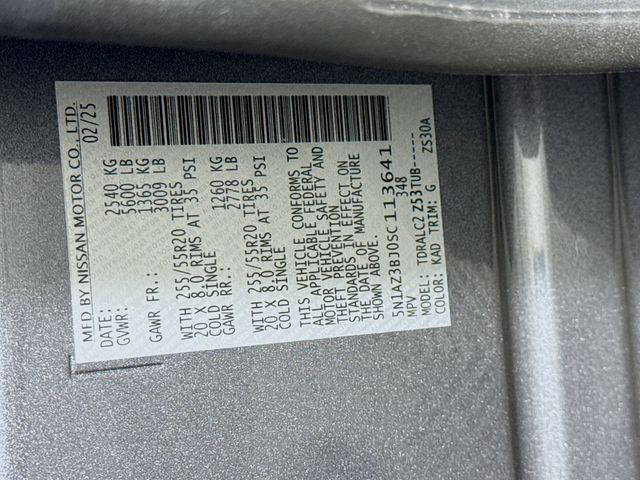 MFD BY NISSAN MOTOR CO., LTD.
DATE: 02/25
GVWR: 2540 KG
5600 LB
GAWR FR.: 1365 KG
3009 LB
WITH 255/55R20 TIRES
20 X 8.5 RIMS AT 35 PSI
COLD SINGLE
GAWR RR.: 1260 KG
2778 LB
WITH 255/55R20 TIRES
20 X 8.5 RIMS AT 35 PSI
COLD SINGLE
THIS VEHICLE CONFORMS TO
ALL APPLICABLE FEDERAL
MOTOR VEHICLE SAFETY AND
THEFT PREVENTION
STANDARDS IN EFFECT ON
THE DATE OF MANUFACTURE
SHOWN ABOVE.
5N1AZ3BJ0SC113641
MPV 348
MODEL: TDRALC2 Z53TUB-----
COLOR: KAD TRIM: G ZS30A